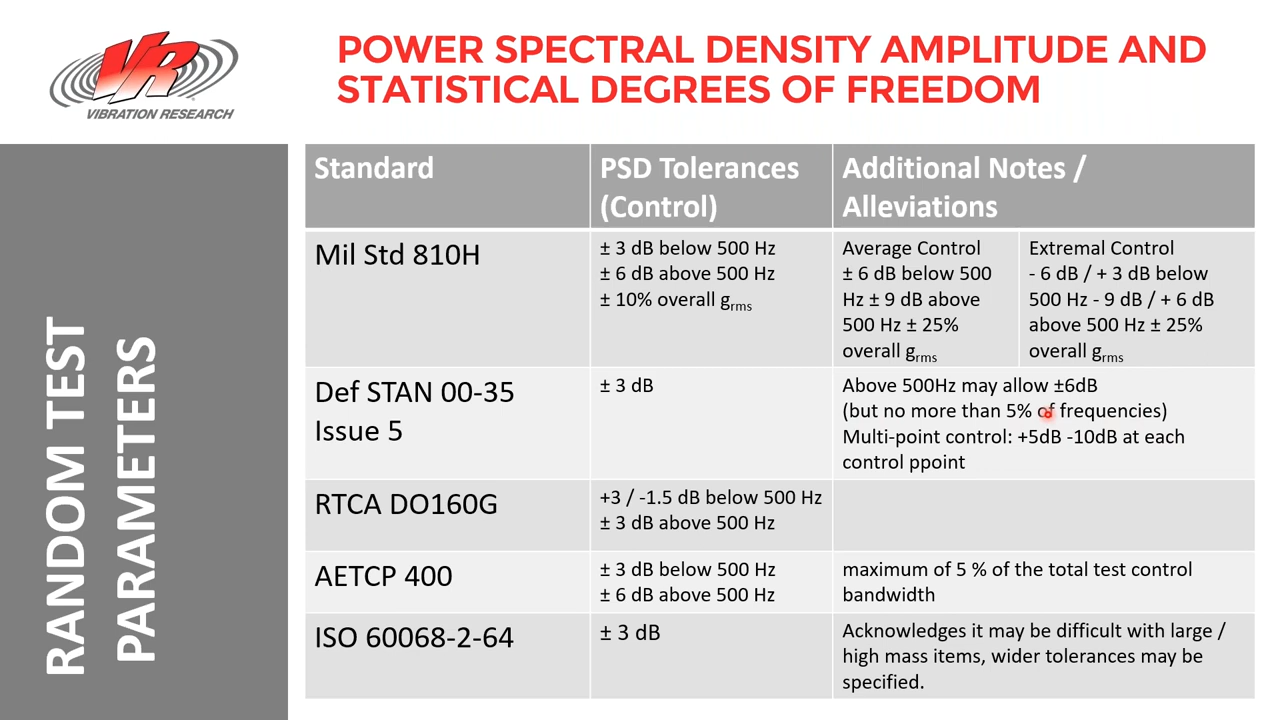 VR
VIBRATION RESEARCH
POWER SPECTRAL DENSITY AMPLITUDE AND
STATISTICAL DEGREES OF FREEDOM
RANDOM TEST
PARAMETERS
Standard
PSD Tolerances
(Control)
Additional Notes /
Alleviations
Mil Std 810H
± 3 dB below 500 Hz
± 6 dB above 500 Hz
± 10% overall grms
Average Control
± 6 dB below 500
Hz ± 9 dB above
500 Hz ± 25%
overall grms
Extremal Control
- 6 dB / + 3 dB below
500 Hz - 9 dB / + 6 dB
above 500 Hz ± 25%
overall grms
Def STAN 00-35
Issue 5
± 3 dB
Above 500Hz may allow ±6dB
(but no more than 5% of frequencies)
Multi-point control: +5dB -10dB at each
control ppoint
RTCA DO160G
+3 / -1.5 dB below 500 Hz
± 3 dB above 500 Hz
AETCP 400
± 3 dB below 500 Hz
± 6 dB above 500 Hz
maximum of 5 % of the total test control
bandwidth
ISO 60068-2-64
± 3 dB
Acknowledges it may be difficult with large /
high mass items, wider tolerances may be
specified.